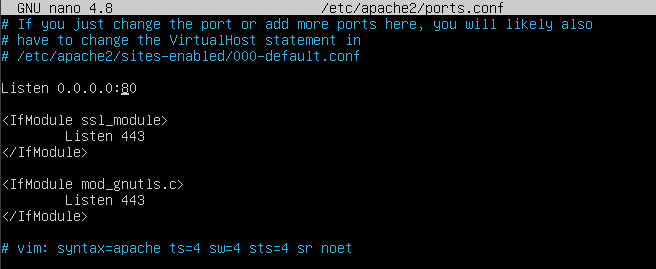 GNU nano 4.8 /etc/apache2/ports.conf
# If you just change the port or add more ports here, you will likely also
# have to change the VirtualHost statement in
# /etc/apache2/sites-enabled/000-default.conf
Listen 0.0.0.0:80
<IfModule ssl_module>
Listen 443
</IfModule>
<IfModule mod_gnutls.c>
Listen 443
</IfModule>
# vim: syntax=apache ts=4 sw=4 sts=4 sr noet